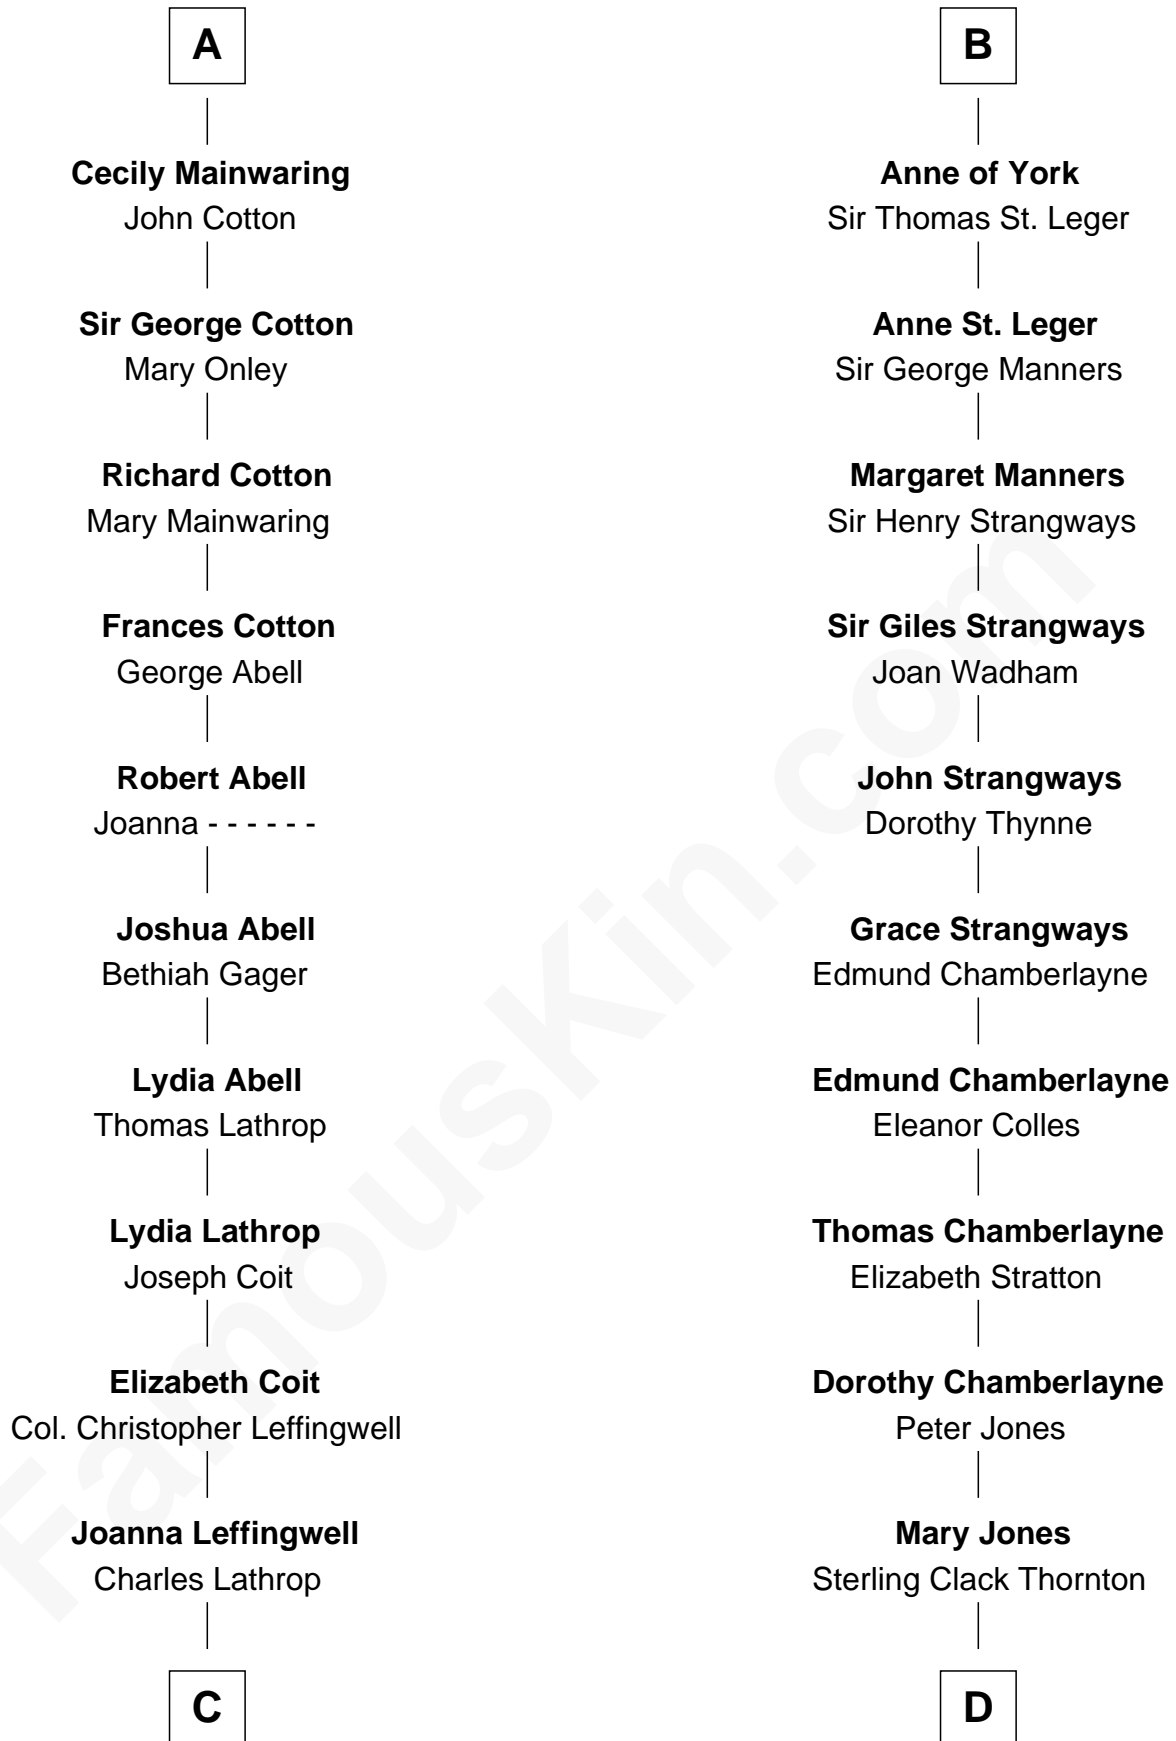 A
Cecily Mainwaring
John Cotton
Sir George Cotton
Mary Onley
Richard Cotton
Mary Mainwaring
Frances Cotton
George Abell
Robert Abell
Joanna - - - - - -
Joshua Abell
Bethiah Gager
Lydia Abell
Thomas Lathrop
Lydia Lathrop
Joseph Coit
Elizabeth Coit
Col. Christopher Leffingwell
Joanna Leffingwell
Charles Lathrop
C
B
Anne of York
Sir Thomas St. Leger
Anne St. Leger
Sir George Manners
Margaret Manners
Sir Henry Strangways
Sir Giles Strangways
Joan Wadham
John Strangways
Dorothy Thynne
Grace Strangways
Edmund Chamberlayne
Edmund Chamberlayne
Eleanor Colles
Thomas Chamberlayne
Elizabeth Stratton
Dorothy Chamberlayne
Peter Jones
Mary Jones
Sterling Clack Thornton
D
FamousKin.com